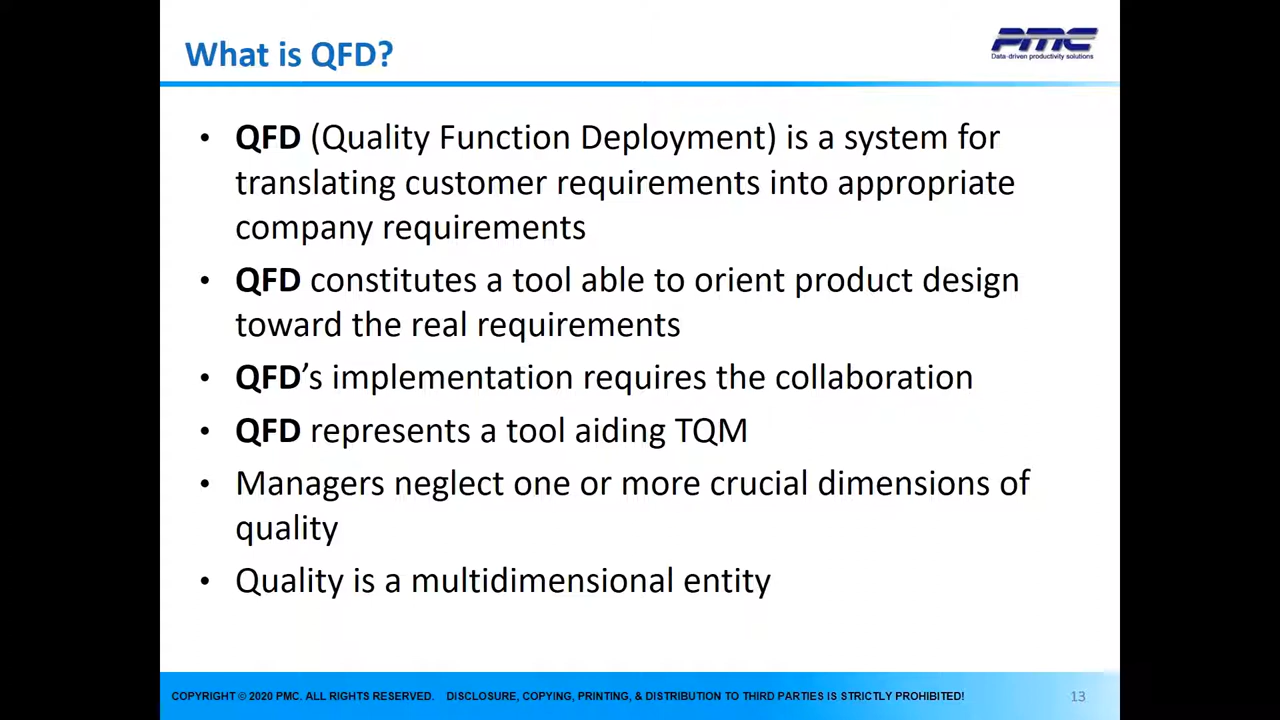 What is QFD?
PMC
Data-driven productivity solutions
• QFD (Quality Function Deployment) is a system for
translating customer requirements into appropriate
company requirements
• QFD constitutes a tool able to orient product design
toward the real requirements
• QFD’s implementation requires the collaboration
• QFD represents a tool aiding TQM
• Managers neglect one or more crucial dimensions of
quality
• Quality is a multidimensional entity
COPYRIGHT © 2020 PMC. ALL RIGHTS RESERVED. DISCLOSURE, COPYING, PRINTING, & DISTRIBUTION TO THIRD PARTIES IS STRICTLY PROHIBITED! 13